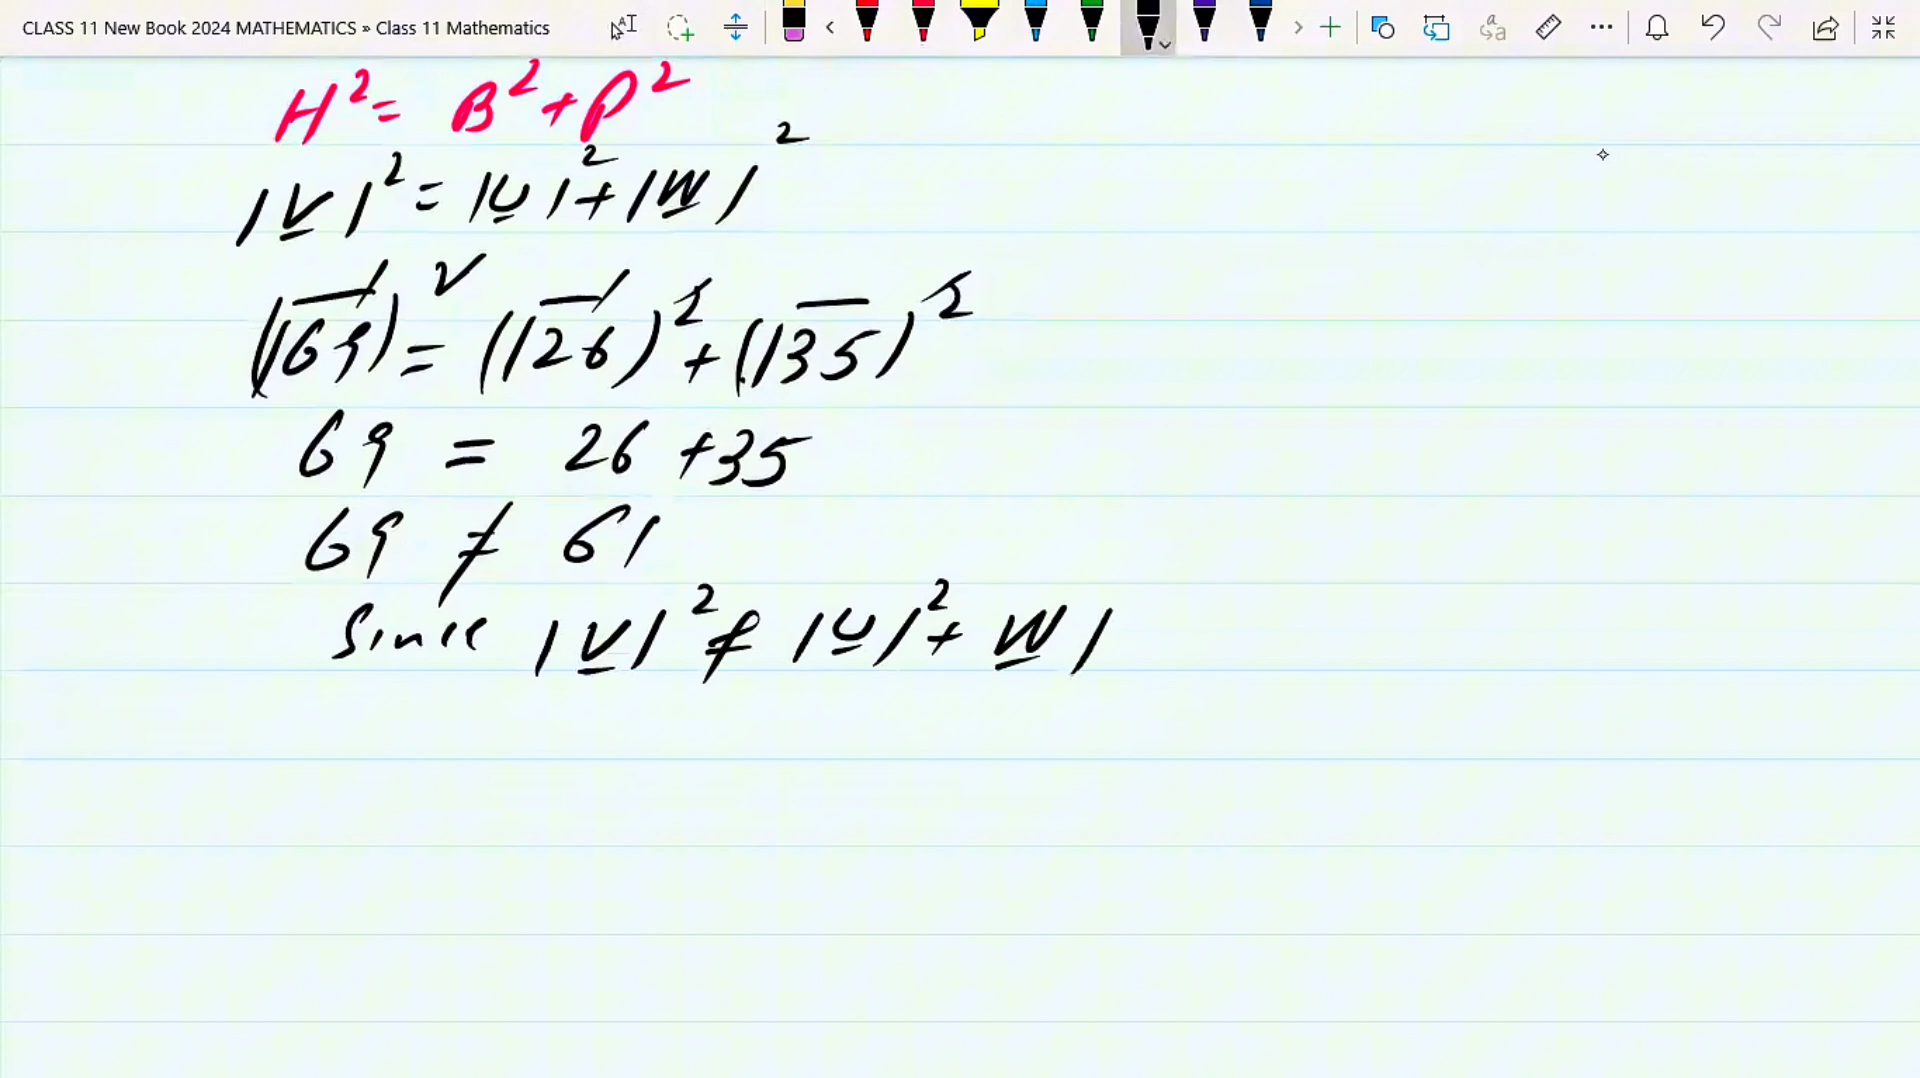 CLASS 11 New Book 2024 MATHEMATICS » Class 11 Mathematics
H² = B² + P²
|V|² = |U|² + |W|²
(√69)² = (√26)² + (√35)²
69 = 26 + 35
69 ≠ 61
Since |V|² ≠ |U|² + W|